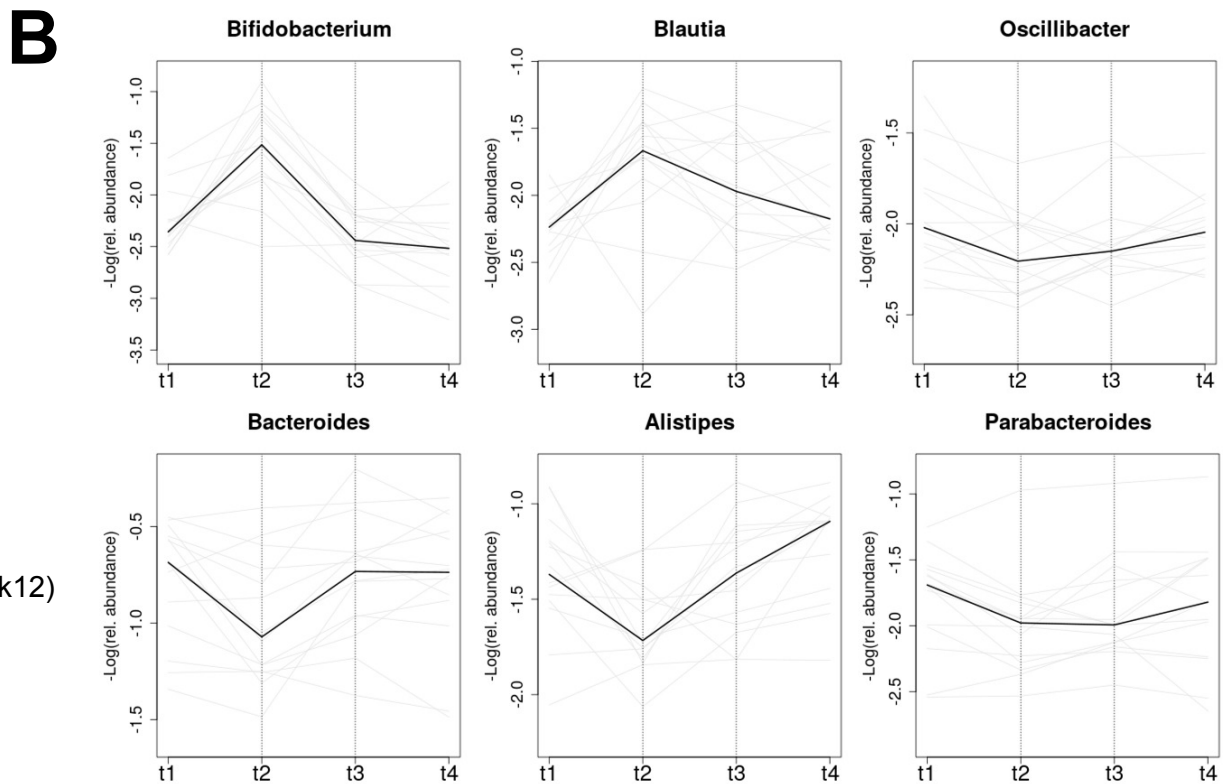 B
Bifidobacterium
-Log(rel. abundance)
-1.0
-1.5
-2.0
-2.5
-3.0
-3.5
t1 t2 t3 t4
Blautia
-Log(rel. abundance)
-1.0
-1.5
-2.0
-2.5
-3.0
t1 t2 t3 t4
Oscillibacter
-Log(rel. abundance)
-1.5
-2.0
-2.5
t1 t2 t3 t4
k12)
Bacteroides
-Log(rel. abundance)
-0.5
-1.0
-1.5
t1 t2 t3 t4
Alistipes
-Log(rel. abundance)
-1.0
-1.5
-2.0
t1 t2 t3 t4
Parabacteroides
-Log(rel. abundance)
-1.0
-1.5
-2.0
-2.5
t1 t2 t3 t4